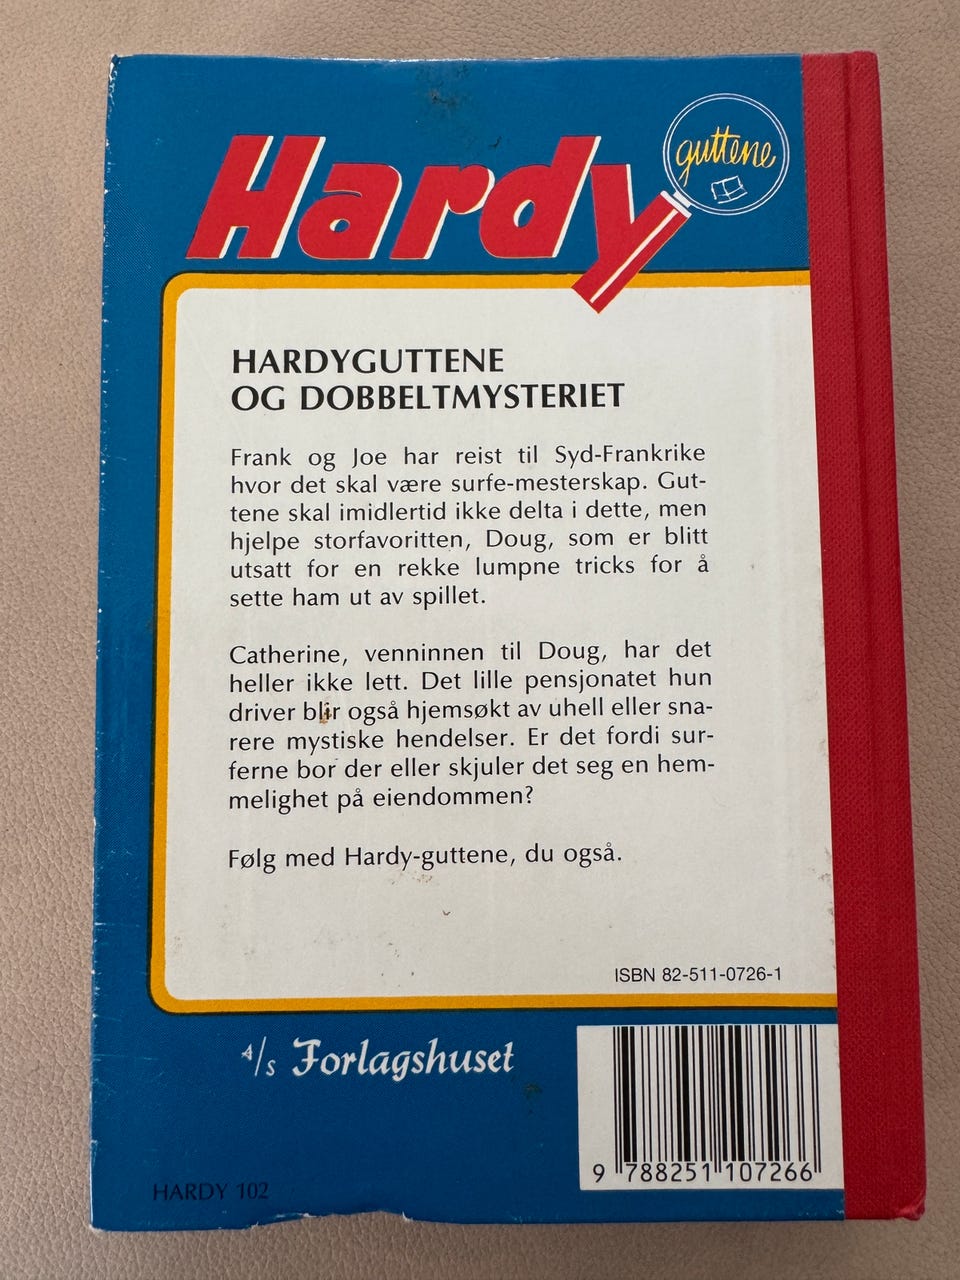 Hardy
guttene
HARDYGUTTENE
OG DOBBELTMYSTERIET
Frank og Joe har reist til Syd-Frankrike
hvor det skal være surfe-mesterskap. Gut-
tene skal imidlertid ikke delta i dette, men
hjelpe storfavoritten, Doug, som er blitt
utsatt for en rekke lumpne tricks for å
sette ham ut av spillet.
Catherine, venninnen til Doug, har det
heller ikke lett. Det lille pensjonatet hun
driver blir også hjemsøkt av uhell eller sna-
rere mystiske hendelser. Er det fordi sur-
ferne bor der eller skjuler det seg en hem-
melighet på eiendommen?
Følg med Hardy-guttene, du også.
ISBN 82-511-0726-1
A/s Forlagshuset
9 788251 107266
HARDY 102